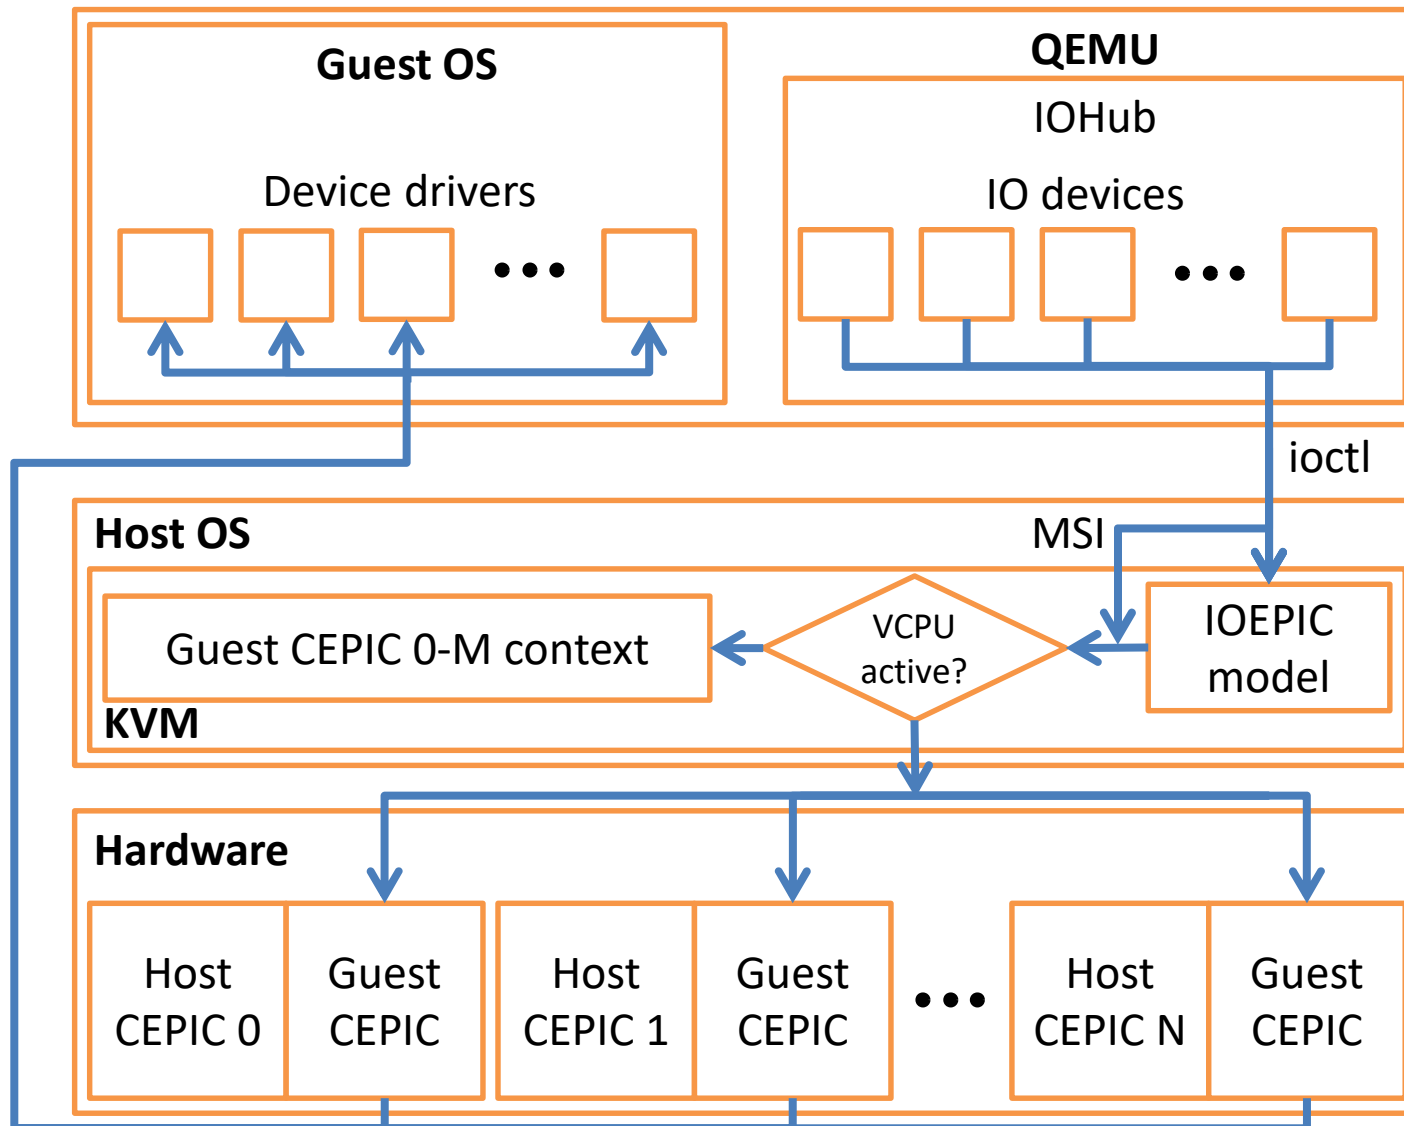 Guest OS
QEMU
IOHub
Device drivers
IO devices
ioctl
Host OS
MSI
Guest CEPIC 0-M context
VCPU
active?
IOEPIC
model
KVM
Hardware
Host
CEPIC 0
Guest
CEPIC
Host
CEPIC 1
Guest
CEPIC
Host
CEPIC N
Guest
CEPIC